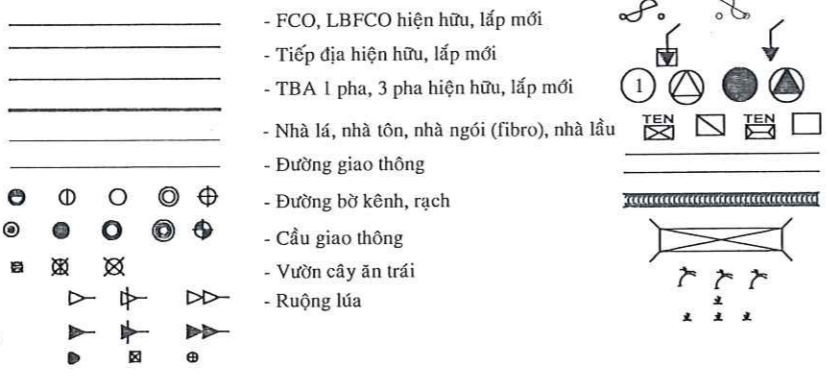 - FCO, LBFCO hiện hữu, lắp mới
- Tiếp địa hiện hữu, lắp mới
- TBA 1 pha, 3 pha hiện hữu, lắp mới
1
- Nhà lá, nhà tôn, nhà ngói (fibro), nhà lầu
TEN TEN
- Đường giao thông
- Đường bờ kênh, rạch
- Cầu giao thông
- Vườn cây ăn trái
- Ruộng lúa